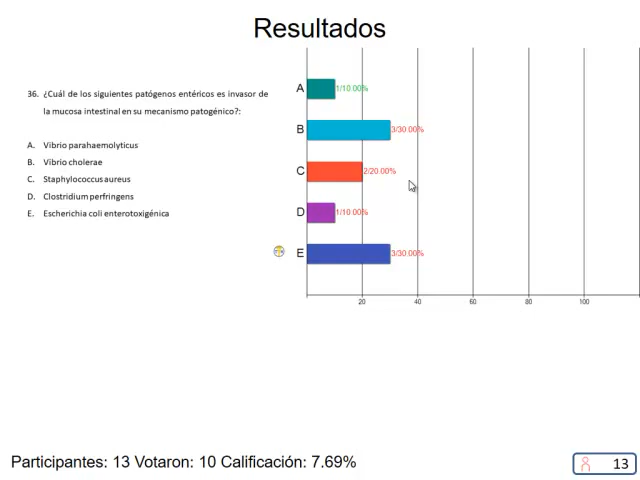 Resultados
36. ¿Cuál de los siguientes patógenos entéricos es invasor de
la mucosa intestinal en su mecanismo patogénico?:
A. Vibrio parahaemolyticus
B. Vibrio cholerae
C. Staphylococcus aureus
D. Clostridium perfringens
E. Escherichia coli enterotoxigénica
A 1/10.00%
B 3/30.00%
C 2/20.00%
D 1/10.00%
E 3/30.00%
20 40 60 80 100
Participantes: 13 Votaron: 10 Calificación: 7.69%
13